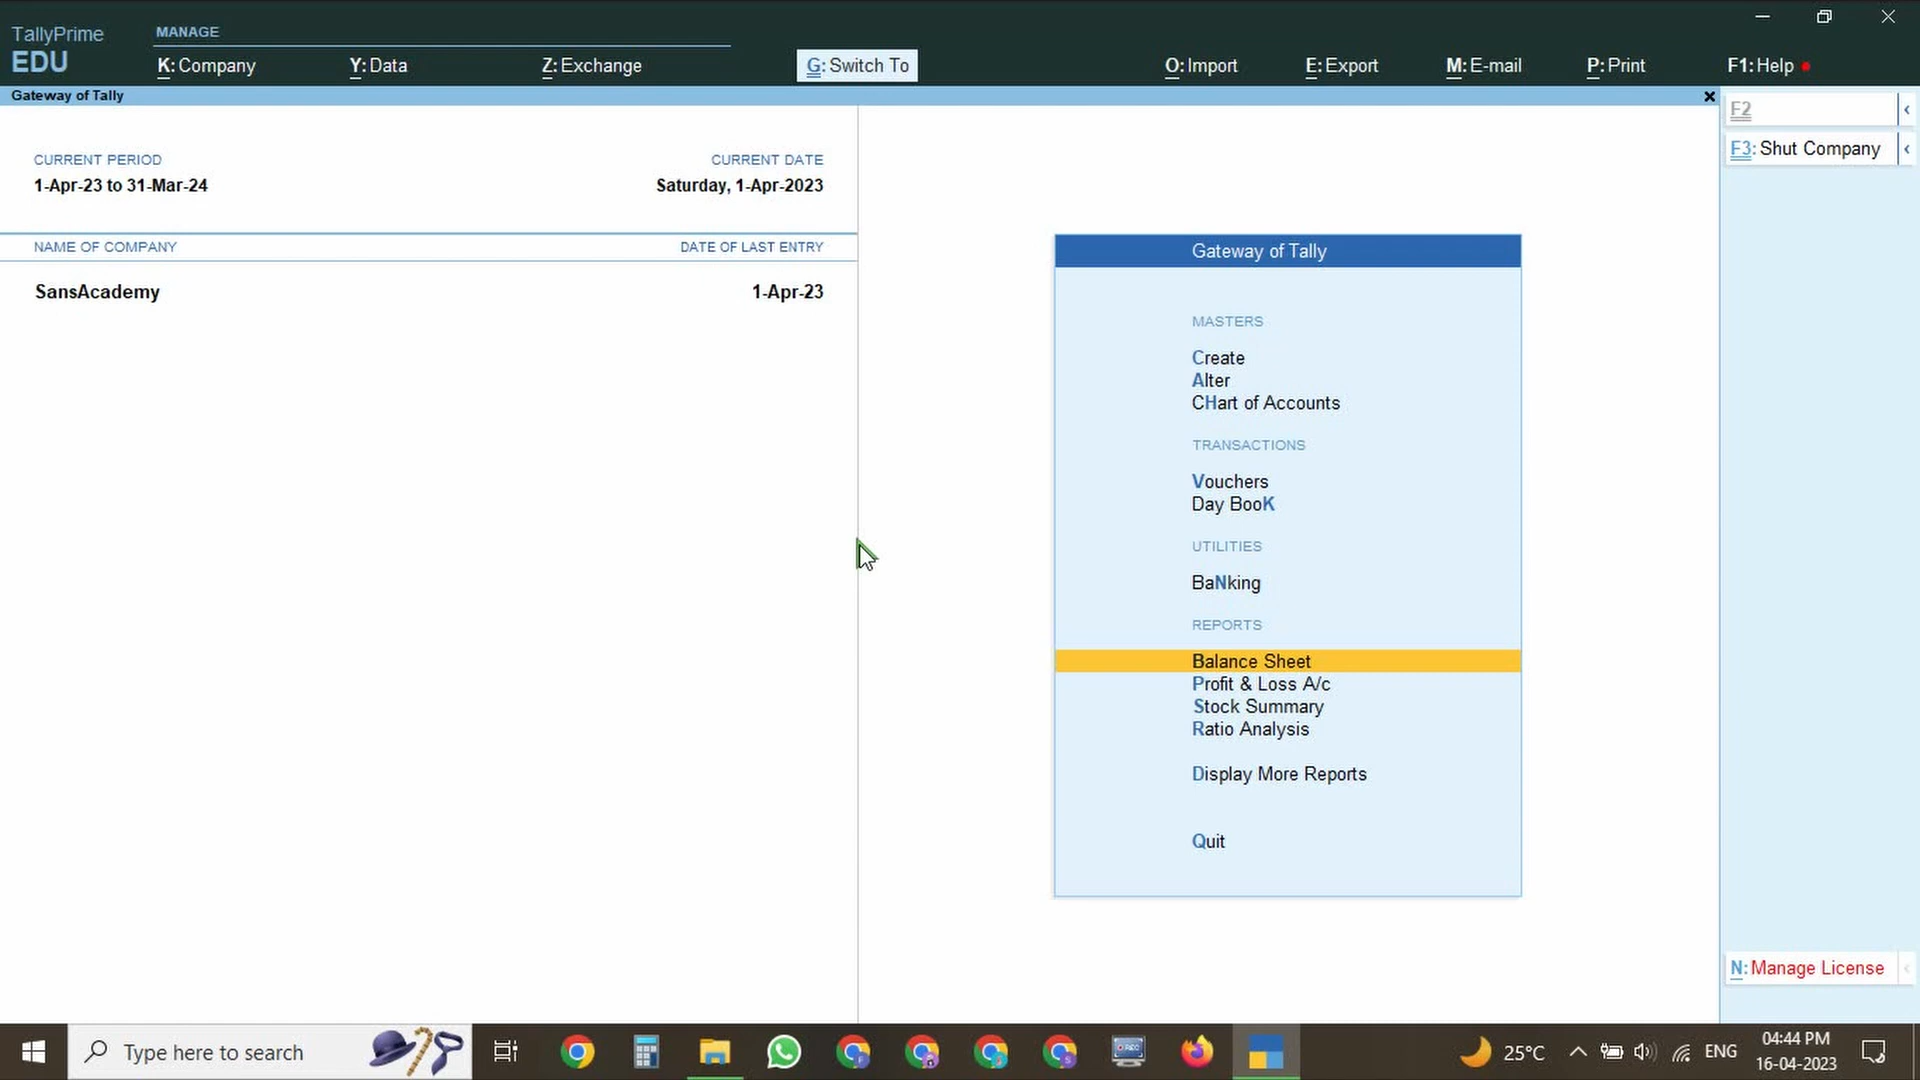 TallyPrime
EDU
MANAGE
K: Company
Y: Data
Z: Exchange
G: Switch To
O: Import
E: Export
M: E-mail
P: Print
F1: Help
Gateway of Tally
F2
F3: Shut Company
CURRENT PERIOD
CURRENT DATE
1-Apr-23 to 31-Mar-24
Saturday, 1-Apr-2023
NAME OF COMPANY
DATE OF LAST ENTRY
SansAcademy
1-Apr-23
Gateway of Tally
MASTERS
Create
Alter
CHart of Accounts
TRANSACTIONS
Vouchers
Day BooK
UTILITIES
BaNking
REPORTS
Balance Sheet
Profit & Loss A/c
Stock Summary
Ratio Analysis
Display More Reports
Quit
N: Manage License
Type here to search
REC
25°C
ENG
04:44 PM
16-04-2023